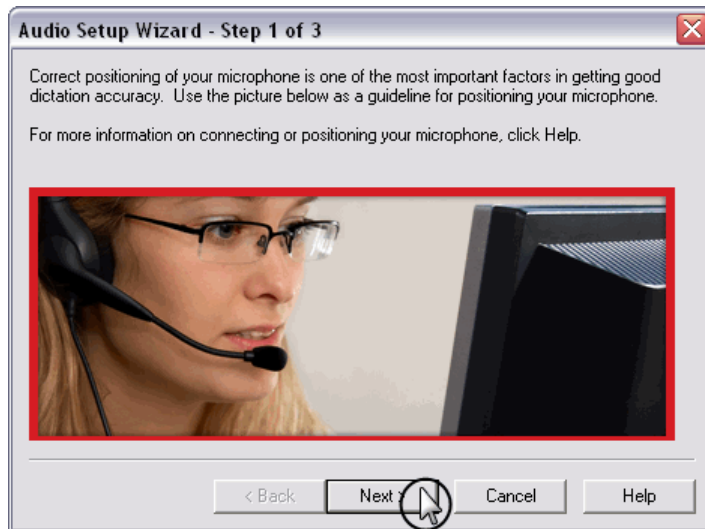 Audio Setup Wizard - Step 1 of 3
Correct positioning of your microphone is one of the most important factors in getting good
dictation accuracy.  Use the picture below as a guideline for positioning your microphone.
For more information on connecting or positioning your microphone, click Help.
< Back
Next >
Cancel
Help